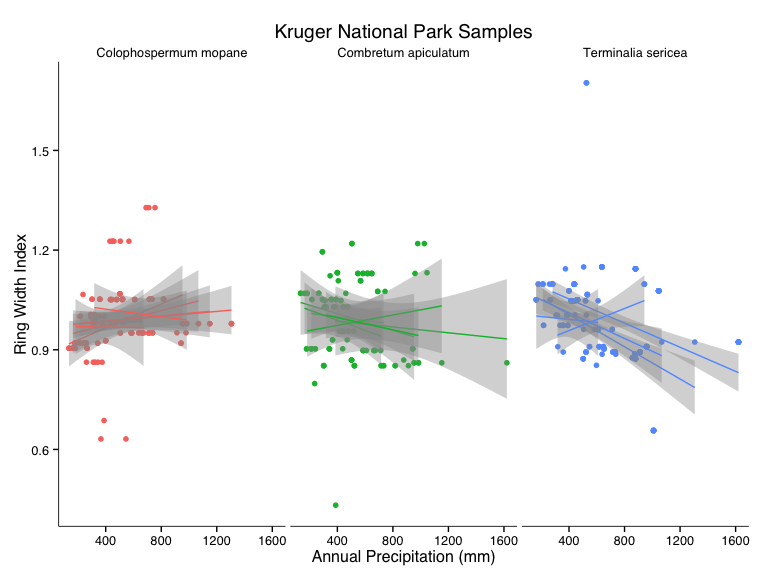 Kruger National Park Samples
Colophospermum mopane
Combretum apiculatum
Terminalia sericea
Ring Width Index
1.5
1.2
0.9
0.6
400 800 1200 1600
400 800 1200 1600
400 800 1200 1600
Annual Precipitation (mm)